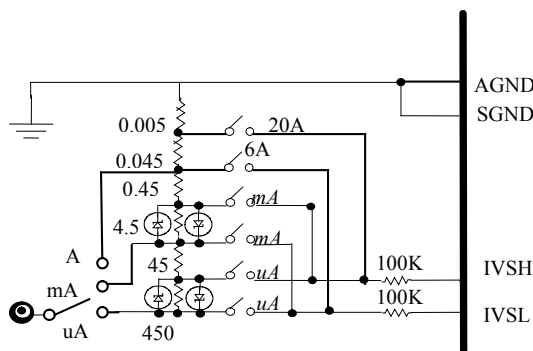 AGND
SGND
0.005
20A
0.045
6A
0.45
mA
4.5
mA
A
45
uA
100K
IVSH
mA
uA
100K
IVSL
uA
450